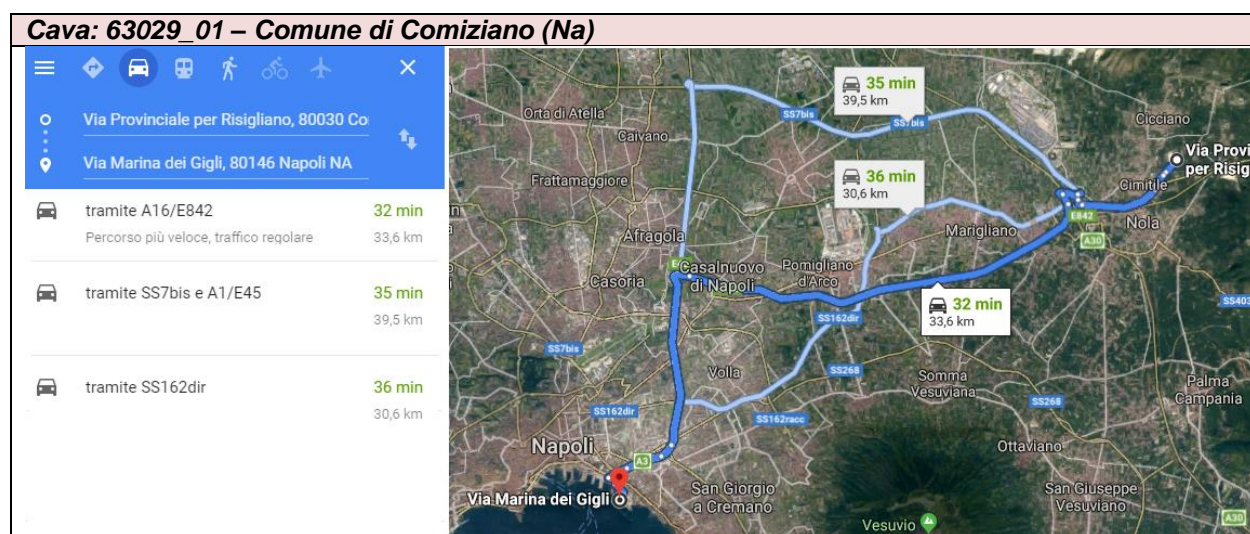 Cava: 63029_01 – Comune di Comiziano (Na)
Via Provinciale per Risigliano, 80030 Co
Via Marina dei Gigli, 80146 Napoli NA
tramite A16/E842 32 min
Percorso più veloce, traffico regolare 33,6 km
tramite SS7bis e A1/E45 35 min
39,5 km
tramite SS162dir 36 min
30,6 km
35 min
39,5 km
Orta di Atella
SS7bis
SS7bis
Cicciano
Caivano
Via Provi
per Risig
36 min
30,6 km
Frattamaggiore
Cimitile
E842
Nola
Marigliano
A30
Afragola
Casalnuovo
di Napoli
Pomigliano
d'Arco
Casoria
32 min
33,6 km
SS403
SS162dir
SS7bis
Volla
SS268
Somma
Vesuviana
SS268
Palma
Campania
SS162dir
SS162racc
Napoli
Ottaviano
A3
Via Marina dei Gigli
San Giorgio
a Cremano
San Giuseppe
Vesuviano
A30
Vesuvio